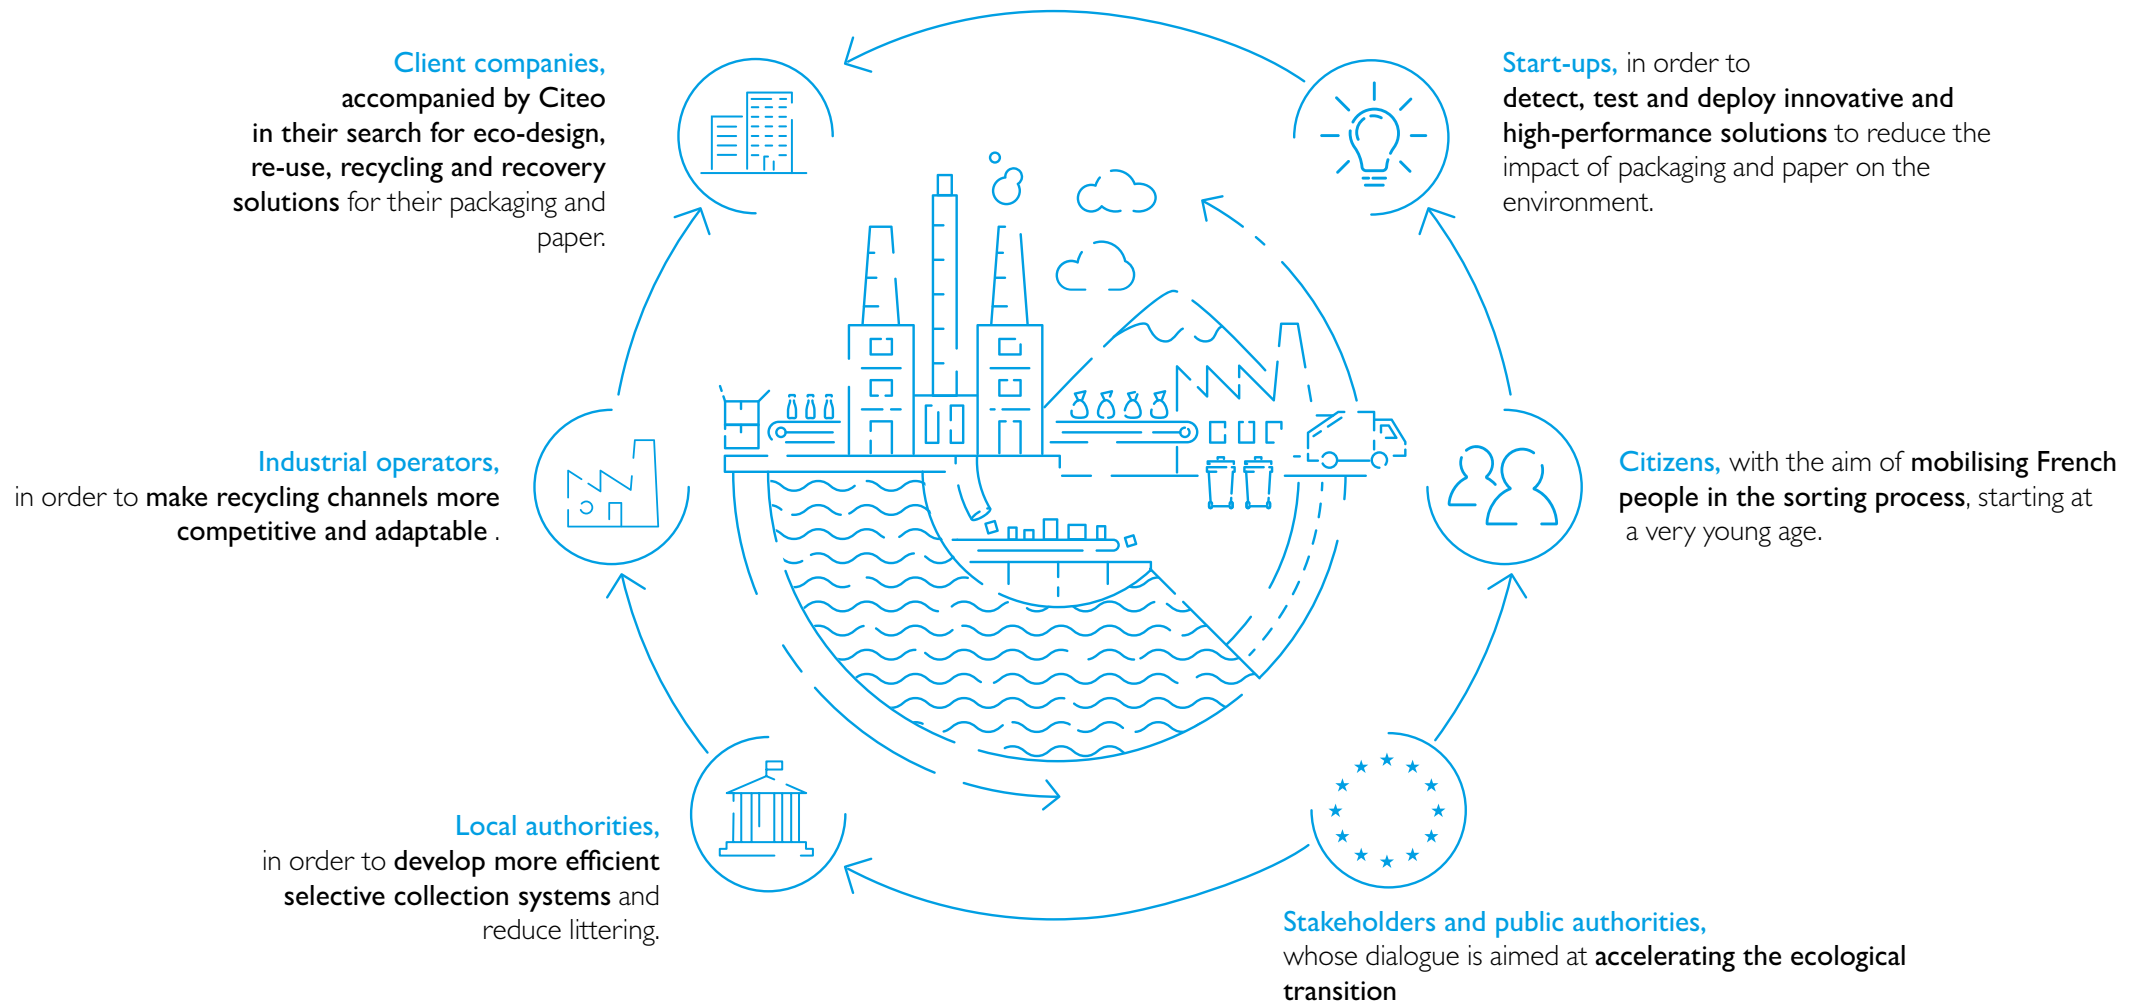 Client companies,
accompanied by Citeo
in their search for eco-design,
re-use, recycling and recovery
solutions for their packaging and
paper.
Start-ups, in order to
detect, test and deploy innovative and
high-performance solutions to reduce the
impact of packaging and paper on the
environment.
Industrial operators,
in order to make recycling channels more
competitive and adaptable .
Citizens, with the aim of mobilising French
people in the sorting process, starting at
a very young age.
Local authorities,
in order to develop more efficient
selective collection systems and
reduce littering.
Stakeholders and public authorities,
whose dialogue is aimed at accelerating the ecological
transition